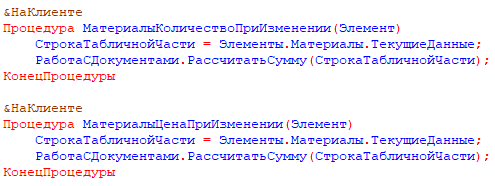 &НаКлиенте
Процедура МатериалыКоличествоПриИзменении(Элемент)
СтрокаТабличнойЧасти = Элементы.Материалы.ТекущиеДанные;
РаботаСДокументами.РассчитатьСумму(СтрокаТабличнойЧасти);
КонецПроцедуры
&НаКлиенте
Процедура МатериалыЦенаПриИзменении(Элемент)
СтрокаТабличнойЧасти = Элементы.Материалы.ТекущиеДанные;
РаботаСДокументами.РассчитатьСумму(СтрокаТабличнойЧасти);
КонецПроцедуры